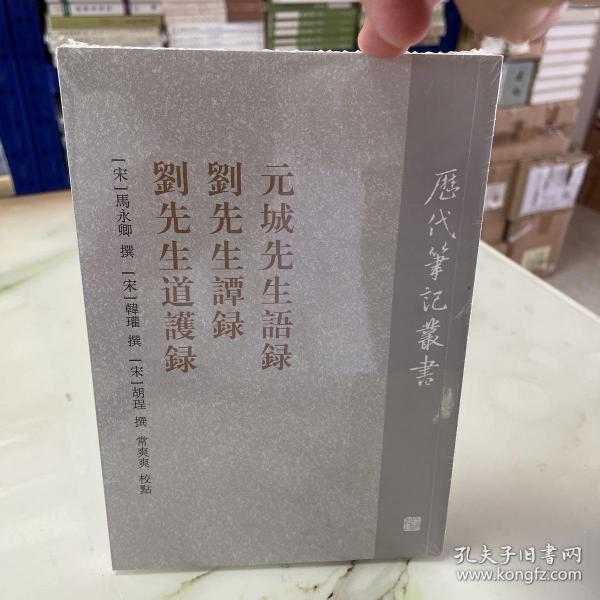 歷代筆記叢書
元城先生語録
劉先生譚録
劉先生道護録
[宋]馬永卿 撰 [宋]韓瓘 撰 [宋]胡珵 撰 常爽爽 校點
孔夫子旧书网
www.kongfz.com